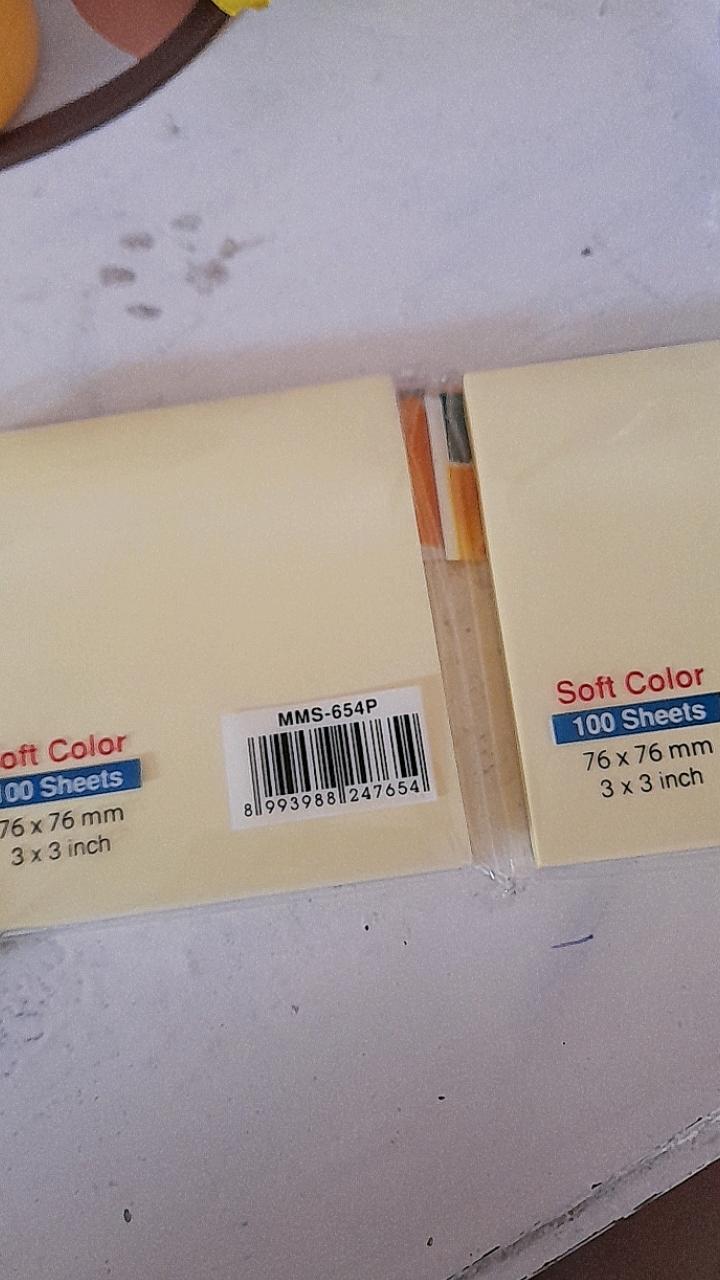 MMS-654P
8 993988 247654
oft Color
100 Sheets
76 x 76 mm
3 x 3 inch
Soft Color
100 Sheets
76 x 76 mm
3 x 3 inch